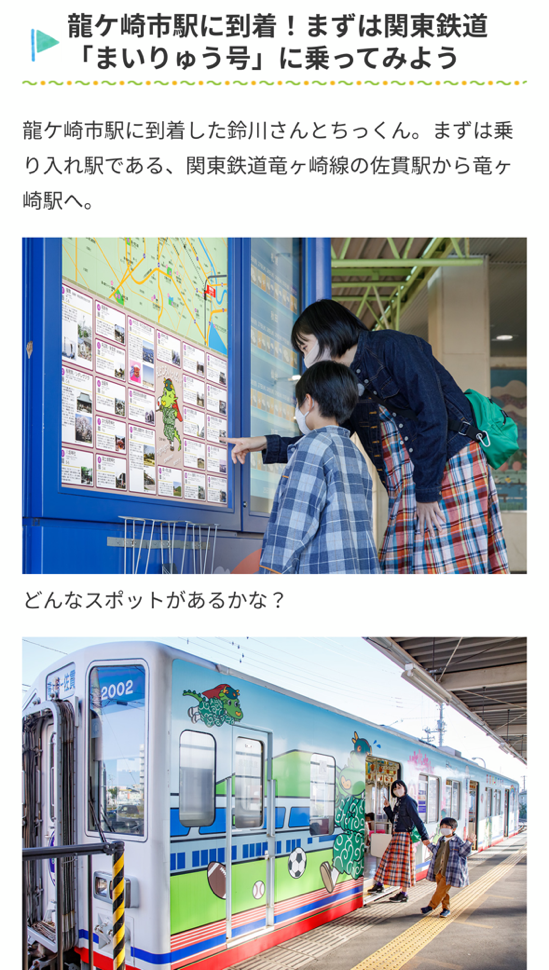 龍ケ崎市駅に到着！まずは関東鉄道
「まいりゅう号」に乗ってみよう
龍ケ崎市駅に到着した鈴川さんとちっくん。まずは乗
り入れ駅である、関東鉄道竜ヶ崎線の佐貫駅から竜ヶ
崎駅へ。
どんなスポットがあるかな？
佐貫
2002